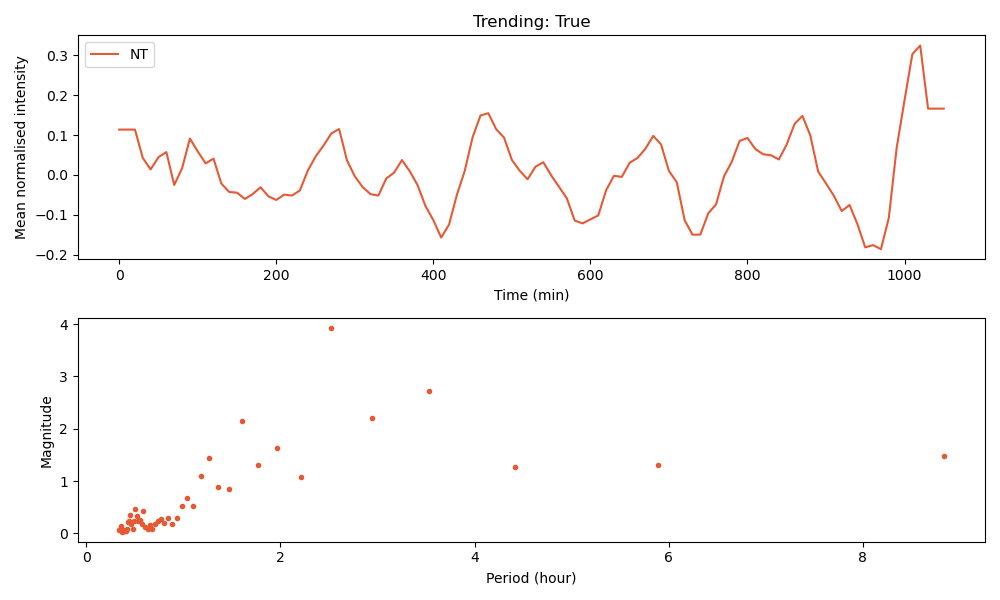 Trending: True
NT
Mean normalised intensity
0.3
0.2
0.1
0.0
−0.1
−0.2
0 200 400 600 800 1000
Time (min)
Magnitude
4
3
2
1
0
0 2 4 6 8
Period (hour)